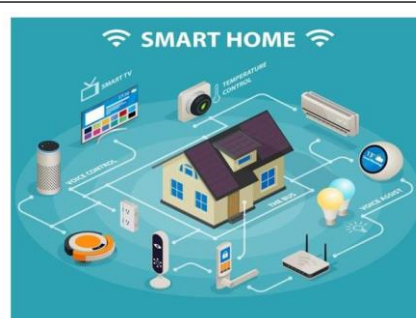 SMART HOME
SMART TV
TEMPERATURE
CONTROL
VOICE CONTROL
THE BUS
VOICE ASSIST